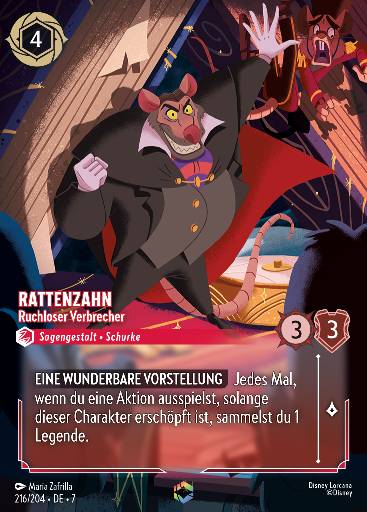 4
RATTENZAHN
Ruchloser Verbrecher
Sagengestalt • Schurke
3 3
EINE WUNDERBARE VORSTELLUNG Jedes Mal,
wenn du eine Aktion ausspielst, solange
dieser Charakter erschöpft ist, sammelst du 1
Legende.
Maria Zafrilla
216/204 • DE • 7
Disney Lorcana
©Disney